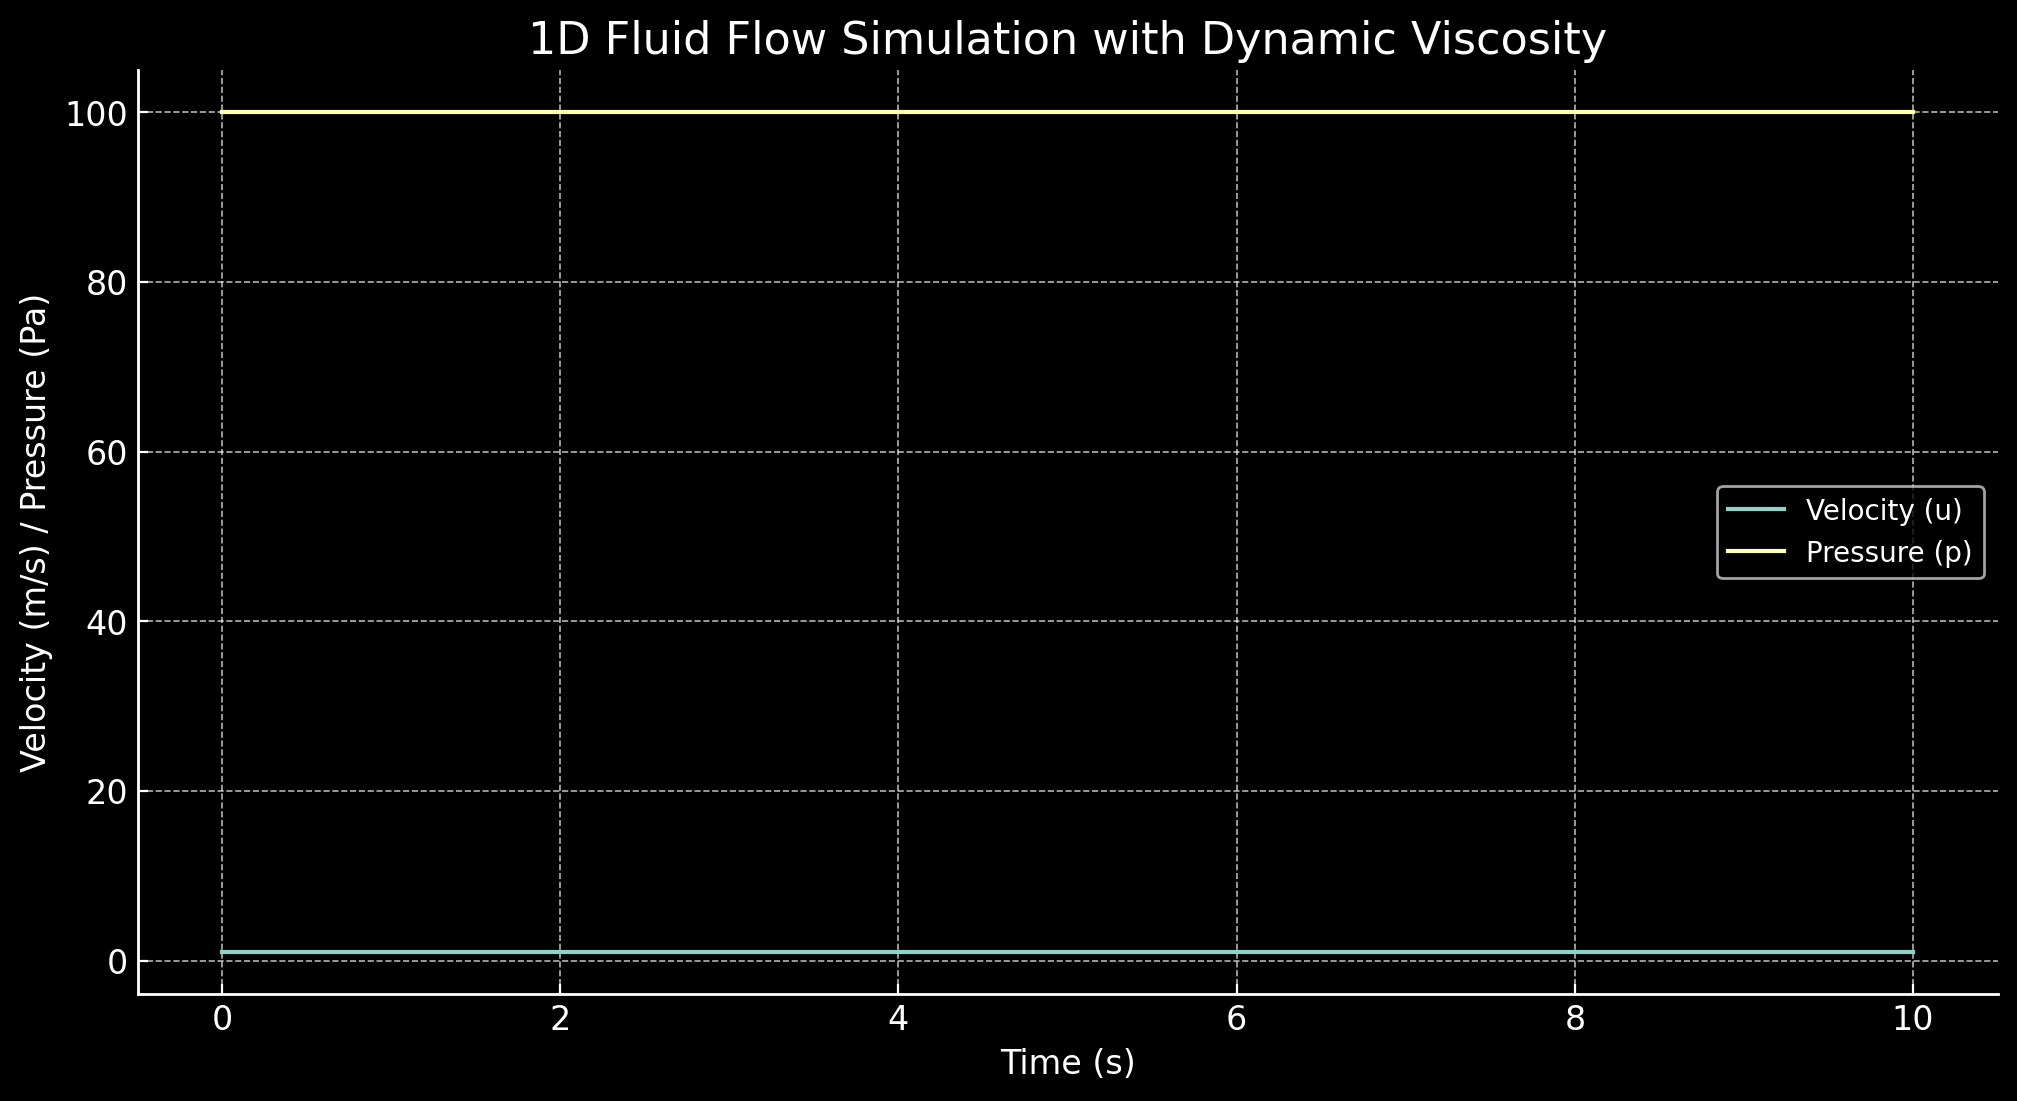 1D Fluid Flow Simulation with Dynamic Viscosity
Velocity (m/s) / Pressure (Pa)
100
80
60
40
20
0
Velocity (u)
Pressure (p)
0 2 4 6 8 10
Time (s)